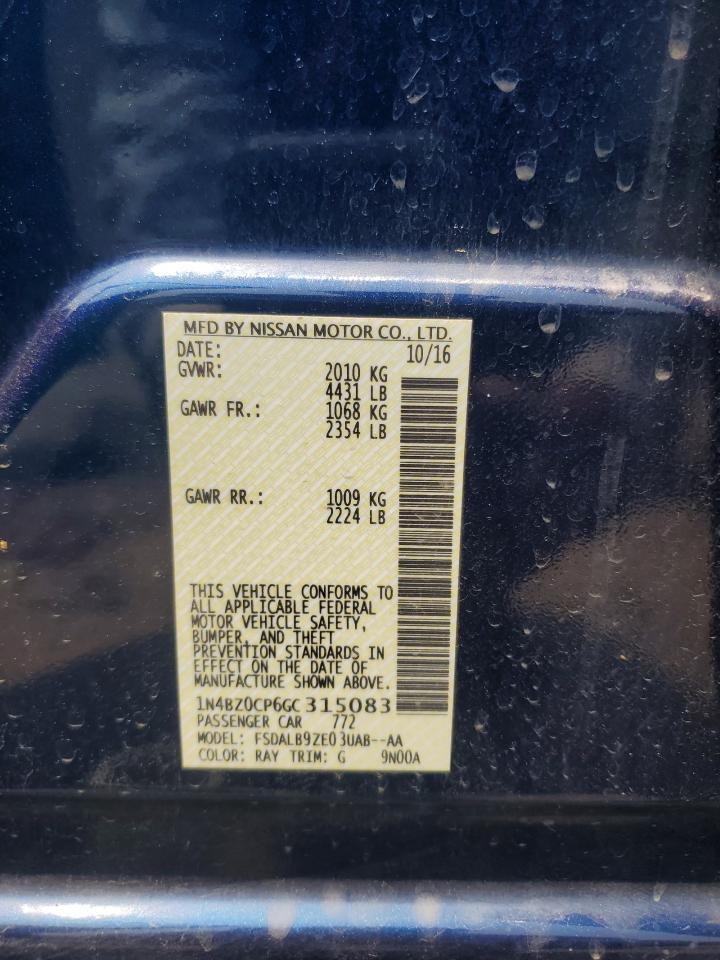 MFD BY NISSAN MOTOR CO., LTD.
DATE: 10/16
GVWR: 2010 KG
4431 LB
GAWR FR.: 1068 KG
2354 LB
GAWR RR.: 1009 KG
2224 LB
THIS VEHICLE CONFORMS TO
ALL APPLICABLE FEDERAL
MOTOR VEHICLE SAFETY,
BUMPER, AND THEFT
PREVENTION STANDARDS IN
EFFECT ON THE DATE OF
MANUFACTURE SHOWN ABOVE.
1N4BZ0CP6GC315083
PASSENGER CAR 772
MODEL: FSDALB9ZE03UAB--AA
COLOR: RAY TRIM: G 9N00A